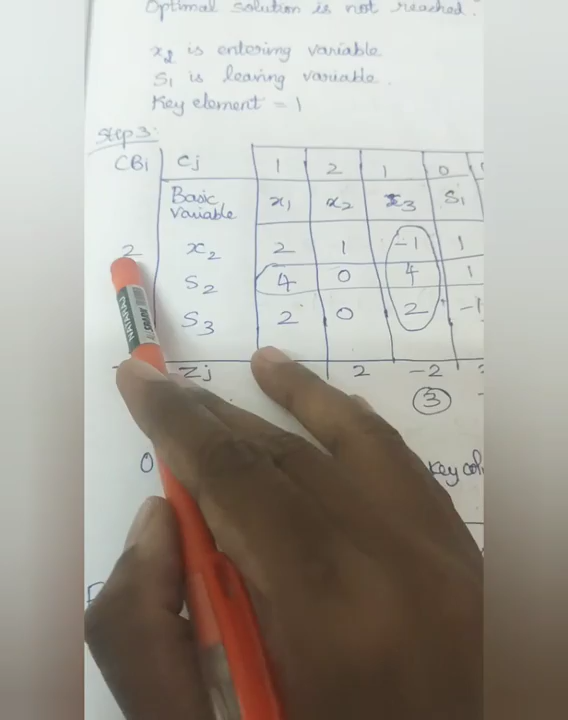 Optimal solution is not reached.
x2 is entering variable
S1 is leaving variable.
Key element = 1
Step 3:
CBi Cj 1 2 1 0
Basic variable x1 x2 x3 S1
2 x2 2 1 -1 1
S2 4 0 4 1
S3 2 0 2 -1
Zj 2 -2
3
0 key col
NATARAJ